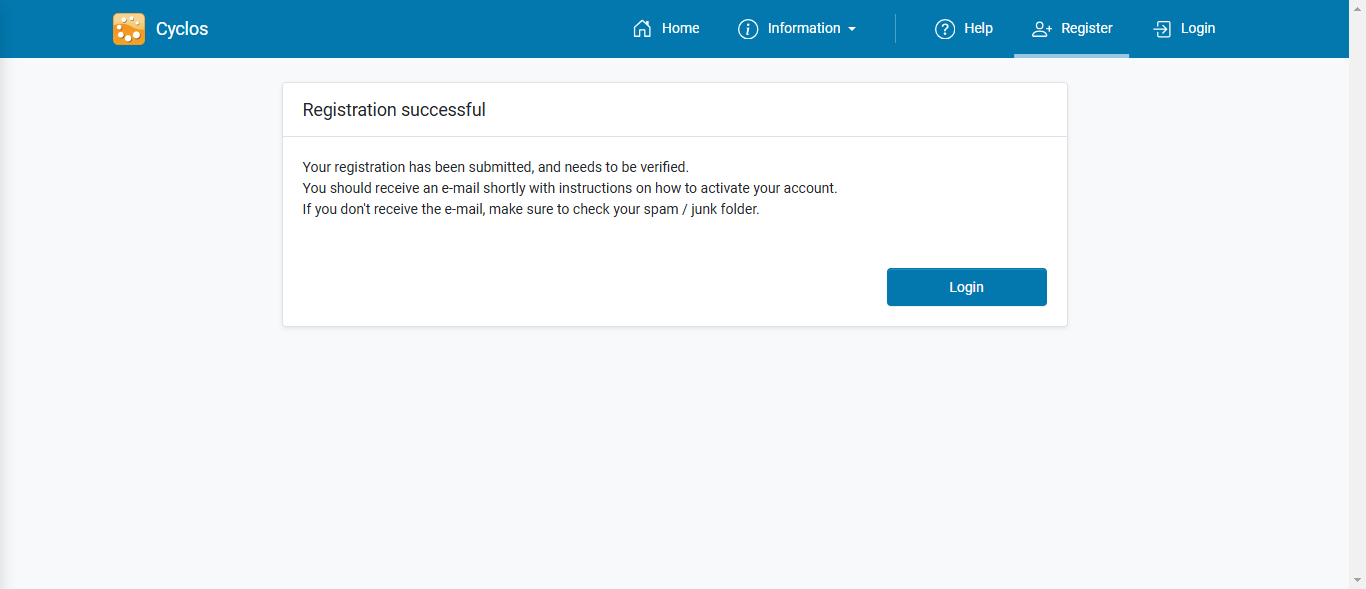 Cyclos
Home
Information
Help
Register
Login
Registration successful
Your registration has been submitted, and needs to be verified.
You should receive an e-mail shortly with instructions on how to activate your account.
If you don't receive the e-mail, make sure to check your spam / junk folder.
Login